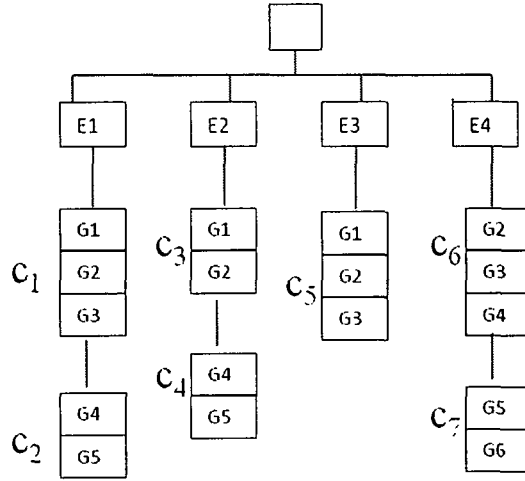 E1 E2 E3 E4
G1 G1 G1 G2
C₁ G2 C₃ G2 C₅ G2 C₆ G3
G3 G3 G4
C₂ G4 C₄ G4 C₇ G5
G5 G5 G6